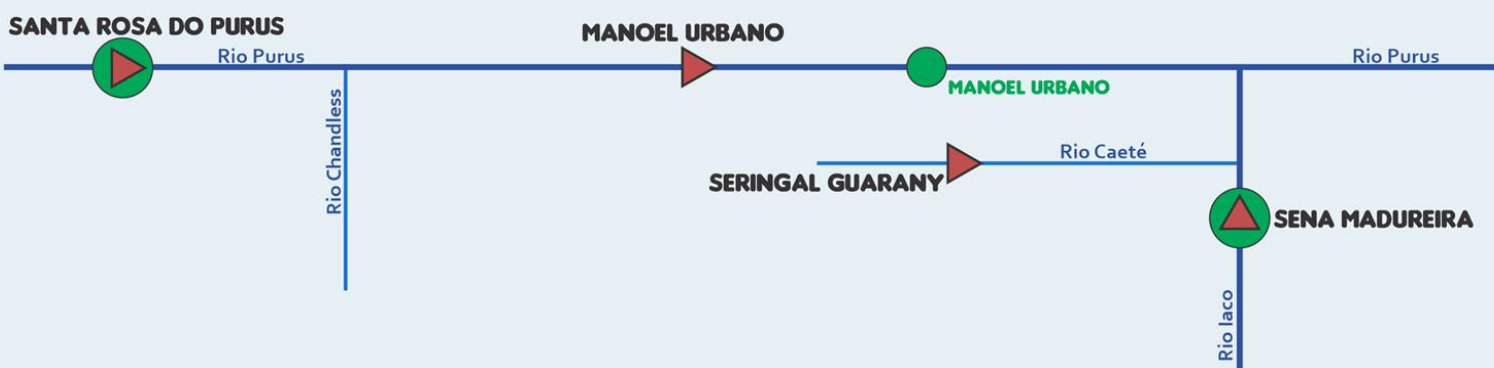 SANTA ROSA DO PURUS
MANOEL URBANO
Rio Purus
Rio Purus
MANOEL URBANO
Rio Chandless
Rio Caeté
SERINGAL GUARANY
SENA MADUREIRA
Rio Iaco